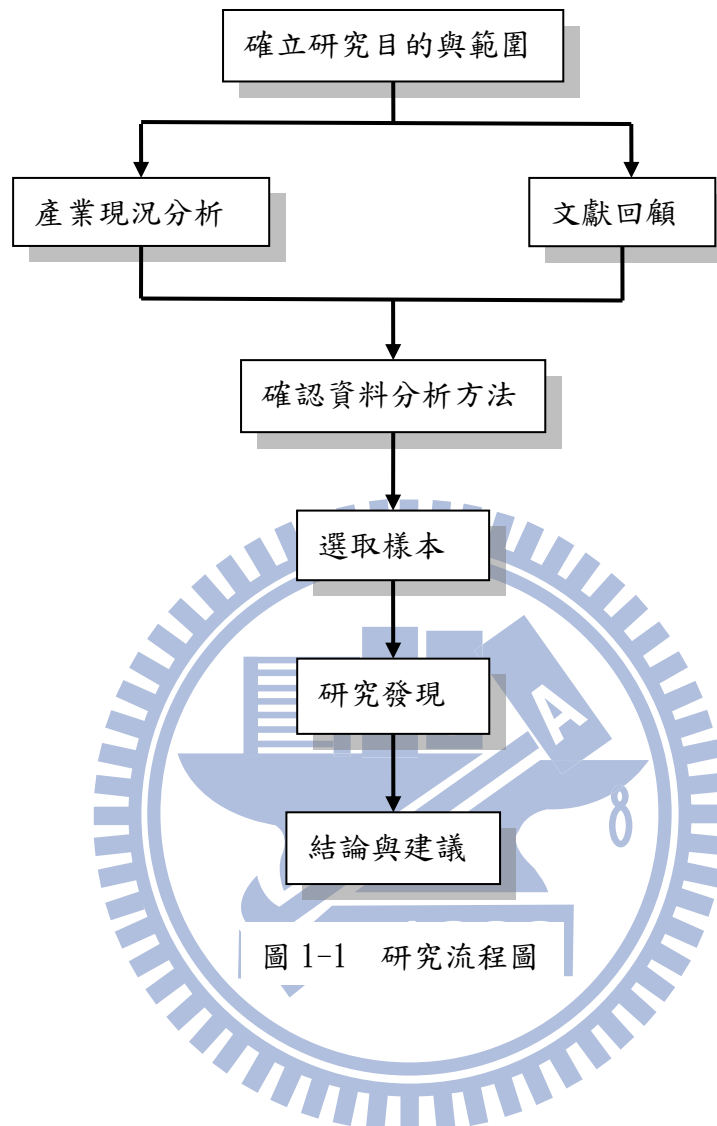 確立研究目的與範圍
產業現況分析
文獻回顧
確認資料分析方法
選取樣本
研究發現
A
結論與建議
圖 1-1 研究流程圖